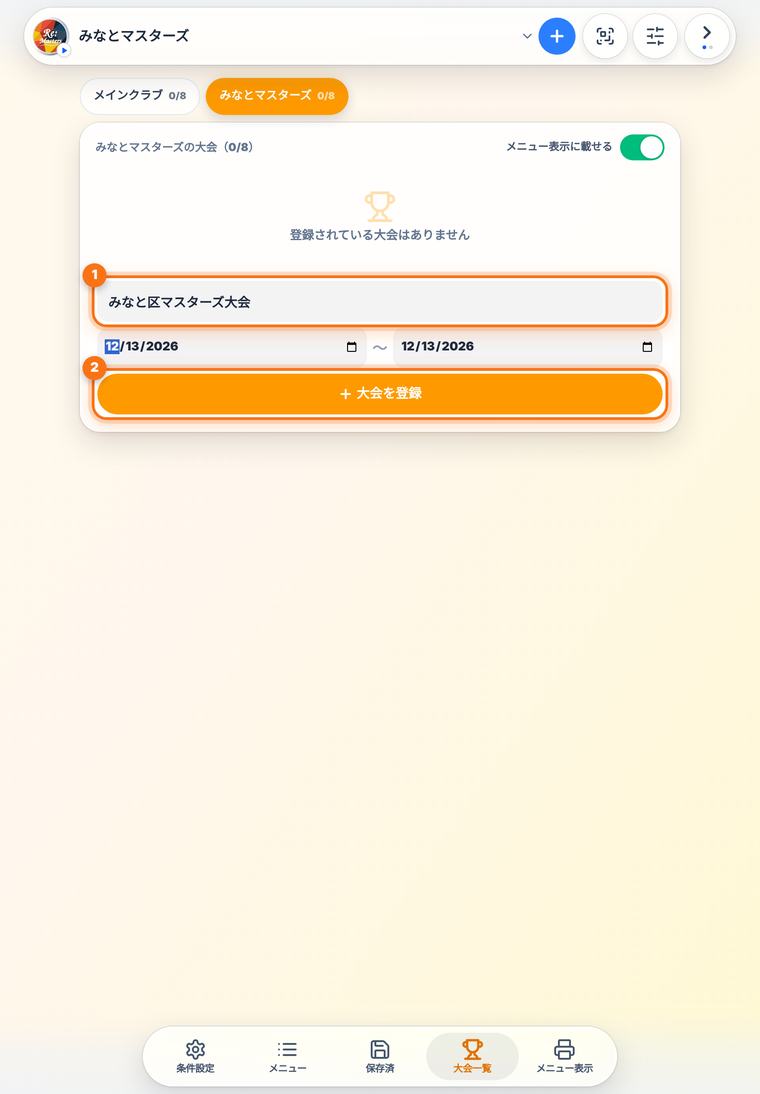 Re:
Masters
みなとマスターズ
メインクラブ 0/8
みなとマスターズ 0/8
みなとマスターズの大会（0/8）
メニュー表示に載せる
登録されている大会はありません
1
みなと区マスターズ大会
12/13/2026 〜 12/13/2026
2
+ 大会を登録
条件設定
メニュー
保存済
大会一覧
メニュー表示